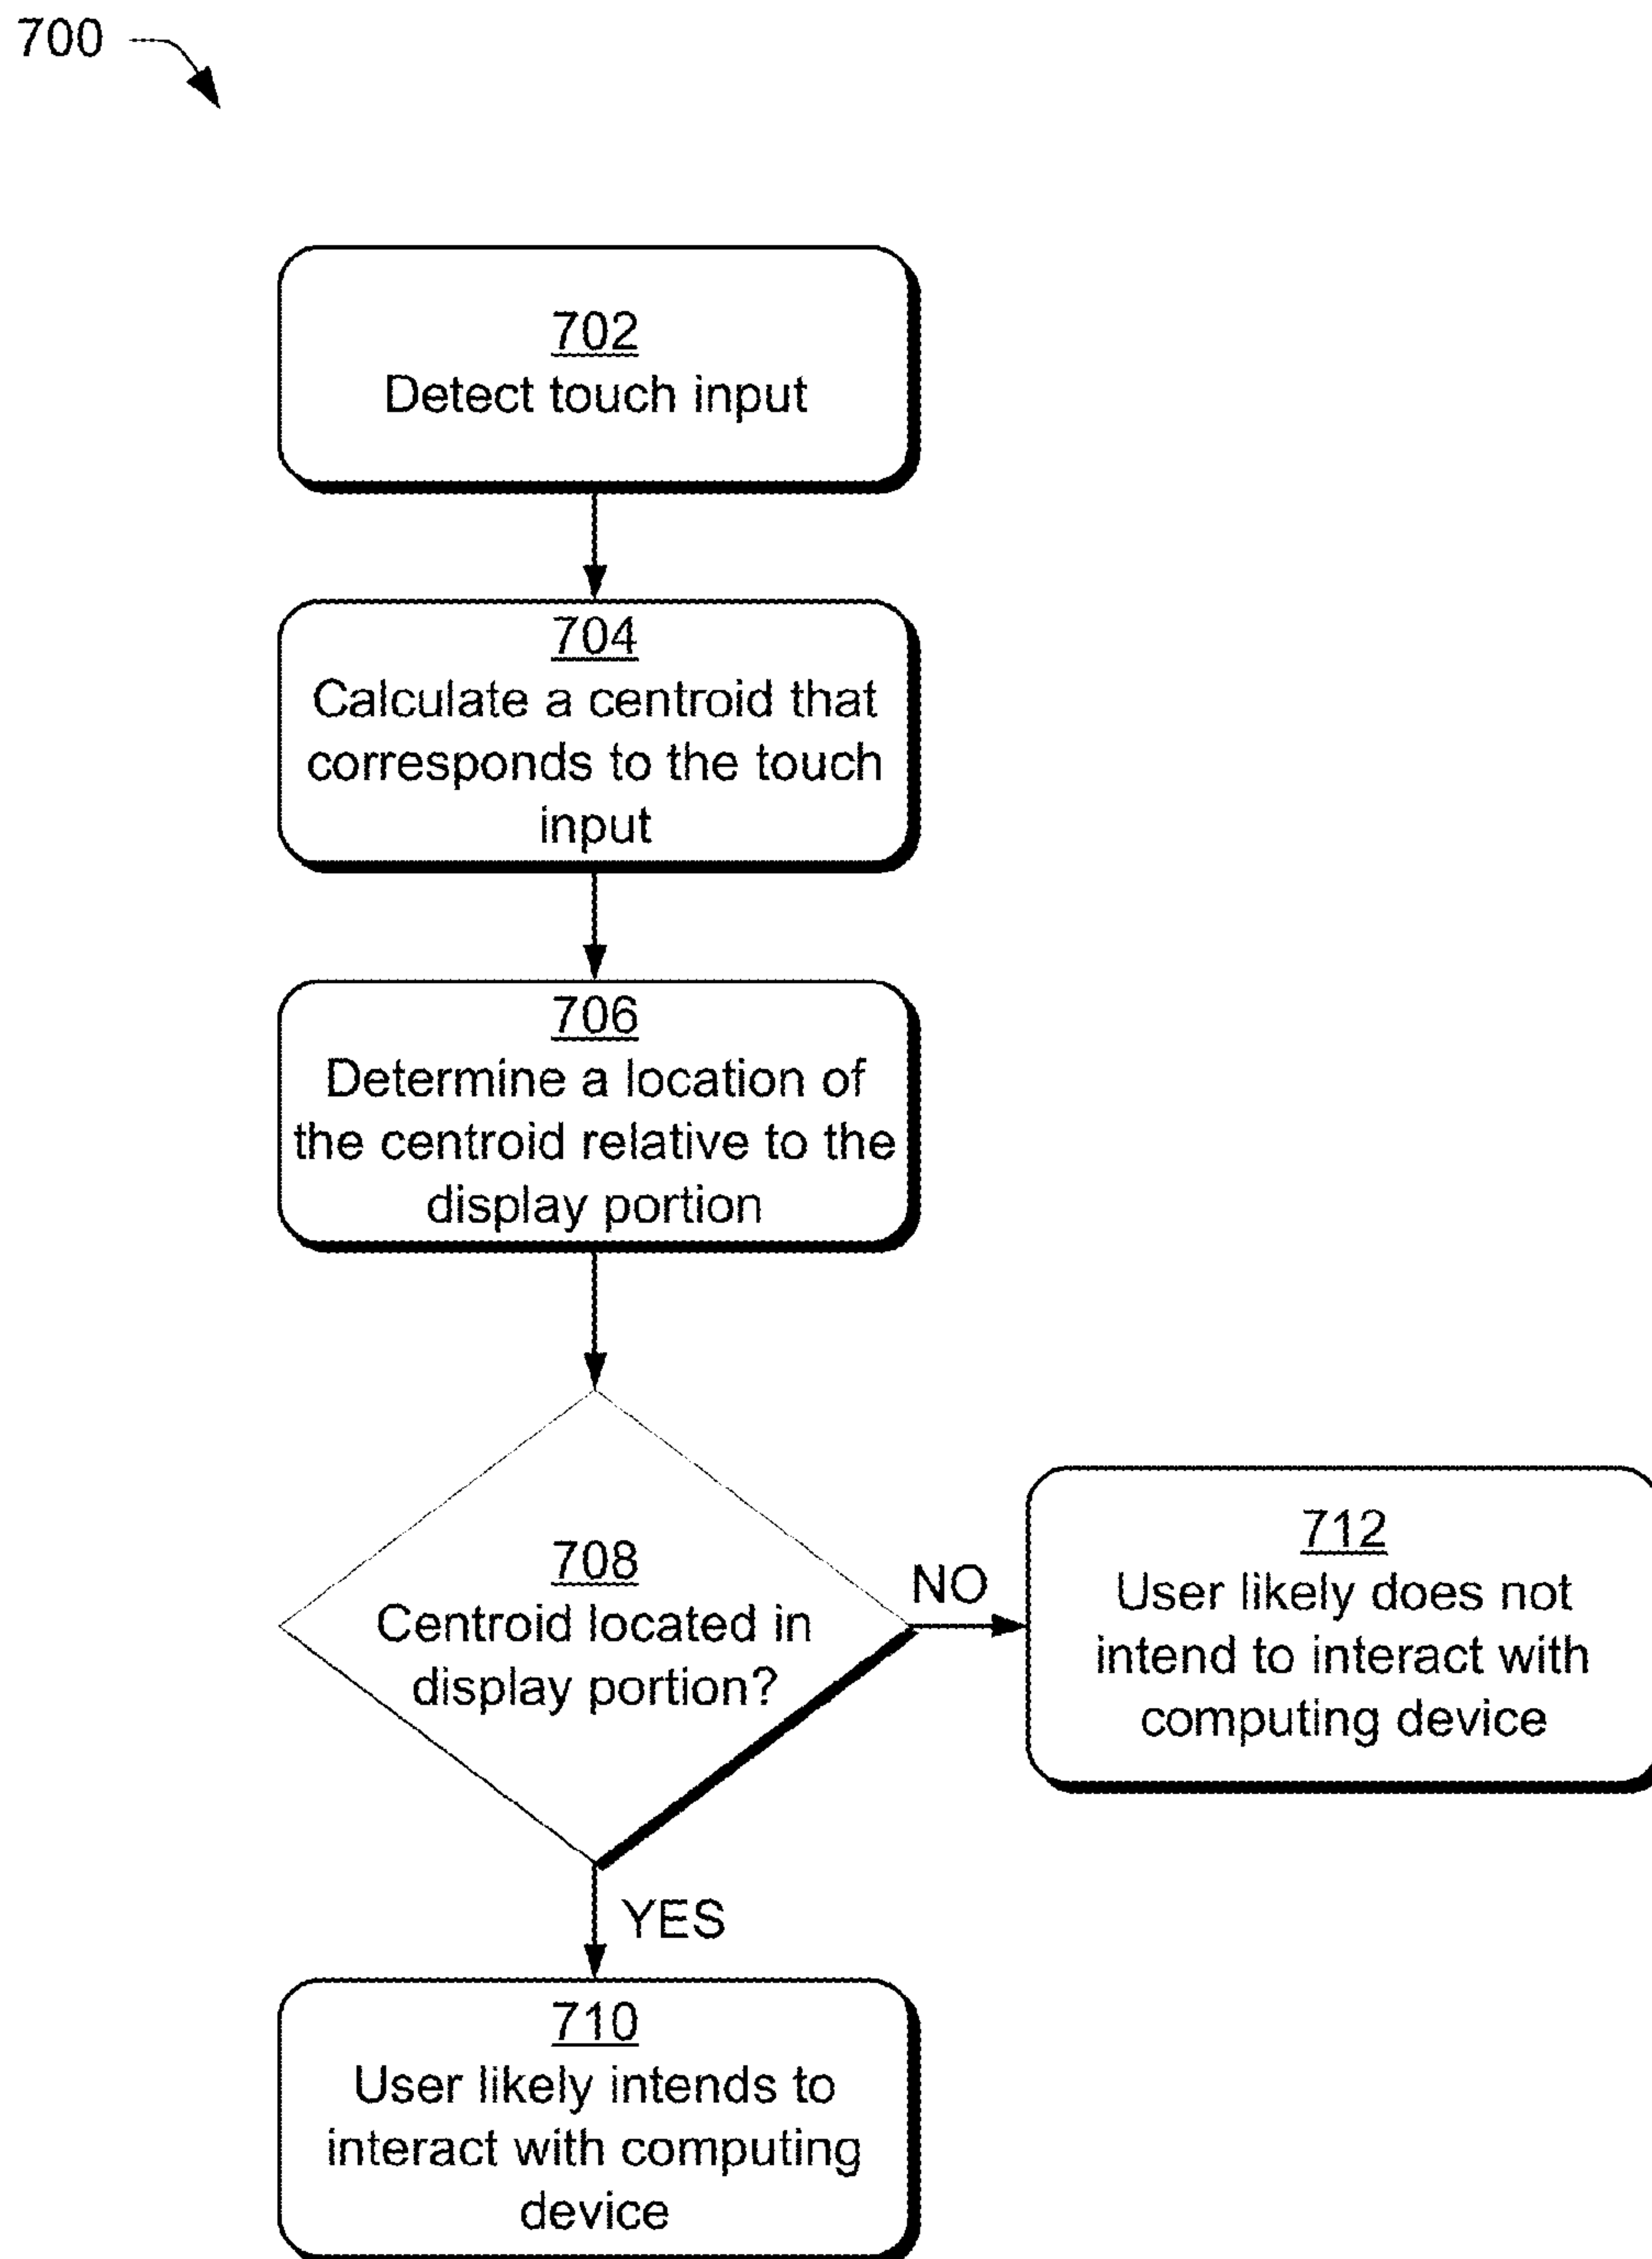 700
702
Detect touch input
704
Calculate a centroid that
corresponds to the touch
input
706
Determine a location of
the centroid relative to the
display portion
708
Centroid located in
display portion?
NO
712
User likely does not
intend to interact with
computing device
YES
710
User likely intends to
interact with computing
device